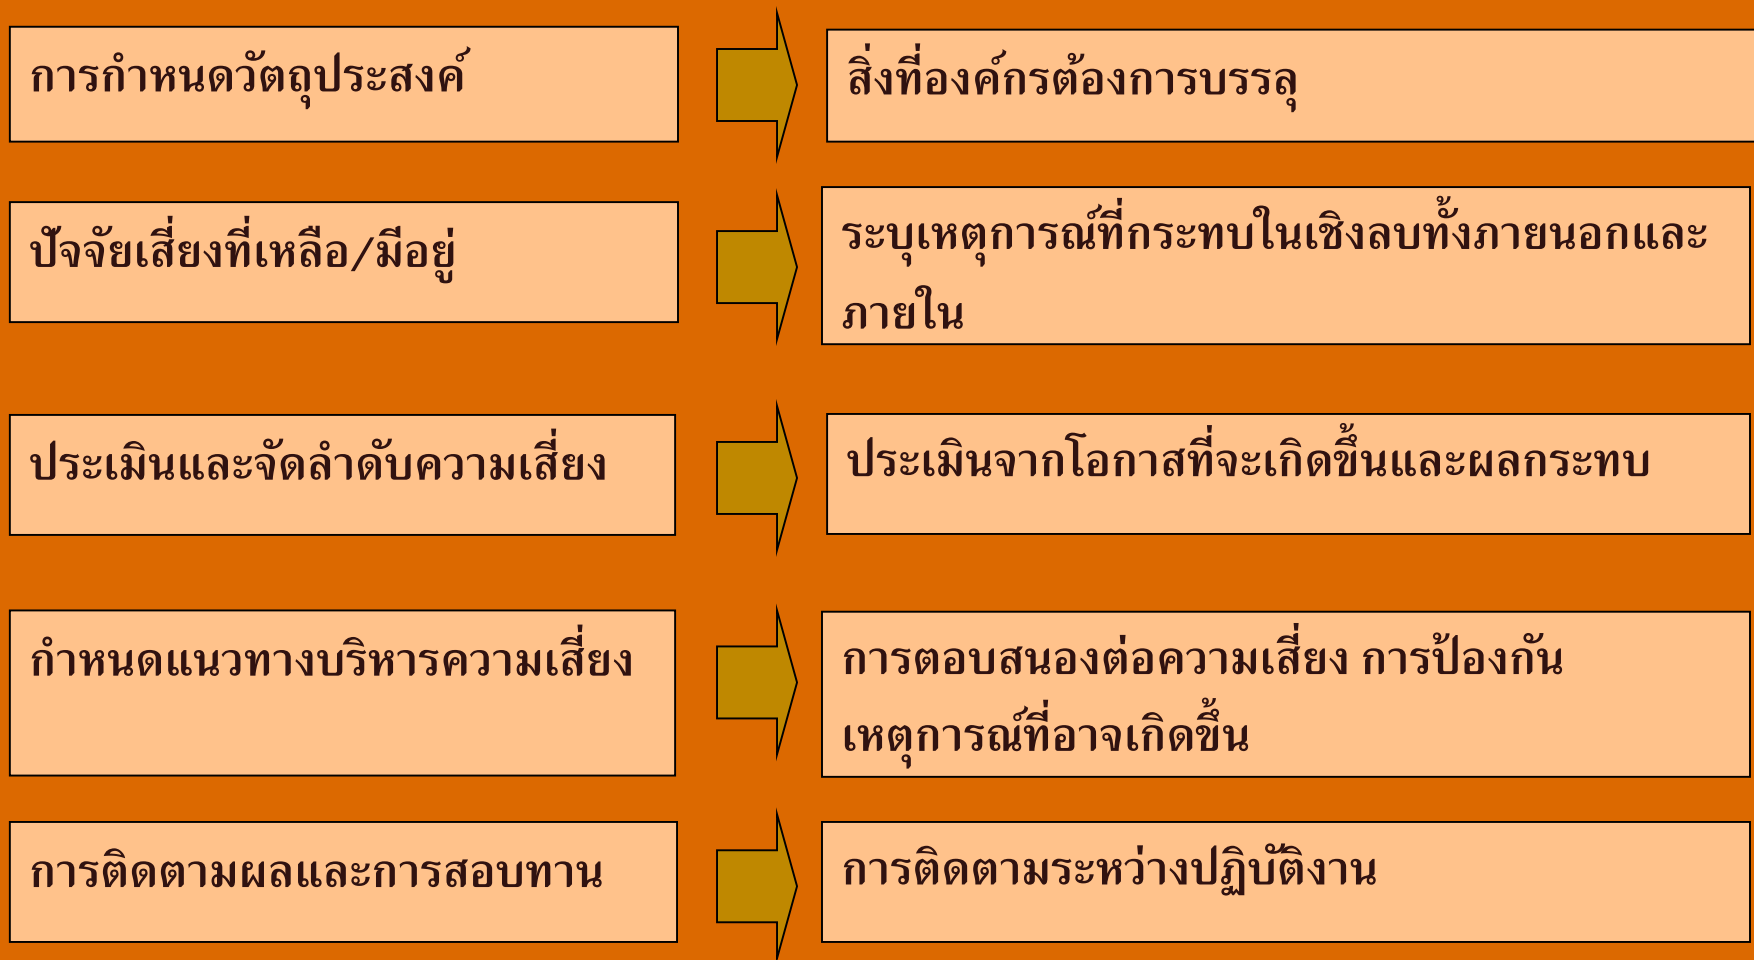 การกำหนดวัตถุประสงค์
สิ่งที่องค์กรต้องการบรรลุ
ปัจจัยเสี่ยงที่เหลือ/มีอยู่
ระบุเหตุการณ์ที่กระทบในเชิงลบทั้งภายนอกและ
ภายใน
ประเมินและจัดลำดับความเสี่ยง
ประเมินจากโอกาสที่จะเกิดขึ้นและผลกระทบ
กำหนดแนวทางบริหารความเสี่ยง
การตอบสนองต่อความเสี่ยง การป้องกัน
เหตุการณ์ที่อาจเกิดขึ้น
การติดตามผลและการสอบทาน
การติดตามระหว่างปฏิบัติงาน